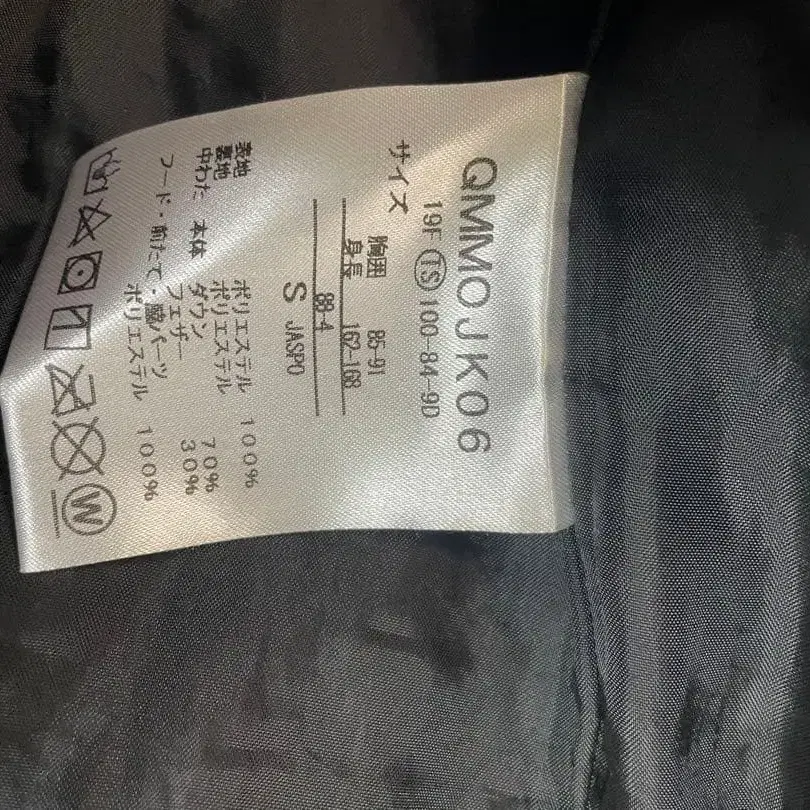 QMMOJK06
19F TS 100-84-9D
サイズ
胸囲 85-91
身長 162-168
88-4
S JASPO
表地 ポリエステル 100%
裏地 ポリエステル
中わた 本体 ダウン 70%
フェザー 30%
フード・前たて・脇パーツ
ポリエステル 100%
W